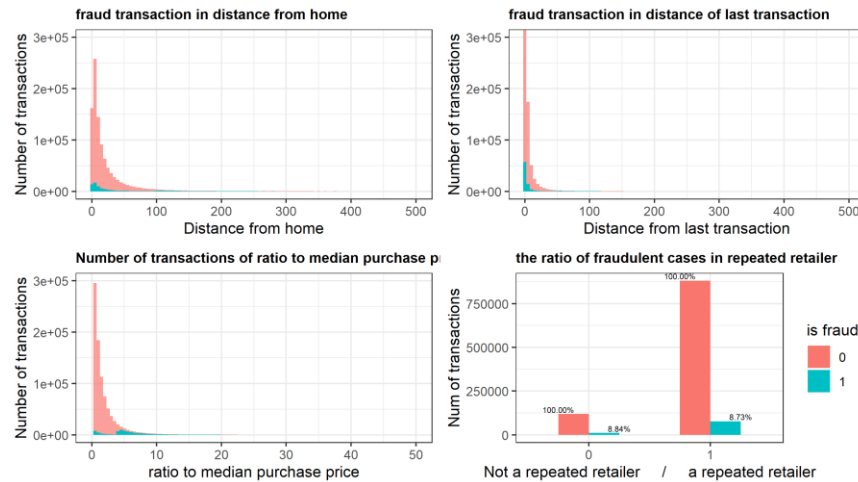 fraud transaction in distance from home
Number of transactions
3e+05
2e+05
1e+05
0e+00
0 100 200 300 400 500
Distance from home
fraud transaction in distance of last transaction
Number of transactions
3e+05
2e+05
1e+05
0e+00
0 100 200 300 400 500
Distance from last transaction
Number of transactions of ratio to median purchase p
Number of transactions
3e+05
2e+05
1e+05
0e+00
0 10 20 30 40 50
ratio to median purchase price
the ratio of fraudulent cases in repeated retailer
Num of transactions
750000
500000
250000
0
100.00%
8.84%
100.00%
8.73%
0 1
Not a repeated retailer / a repeated retailer
is fraud
0
1